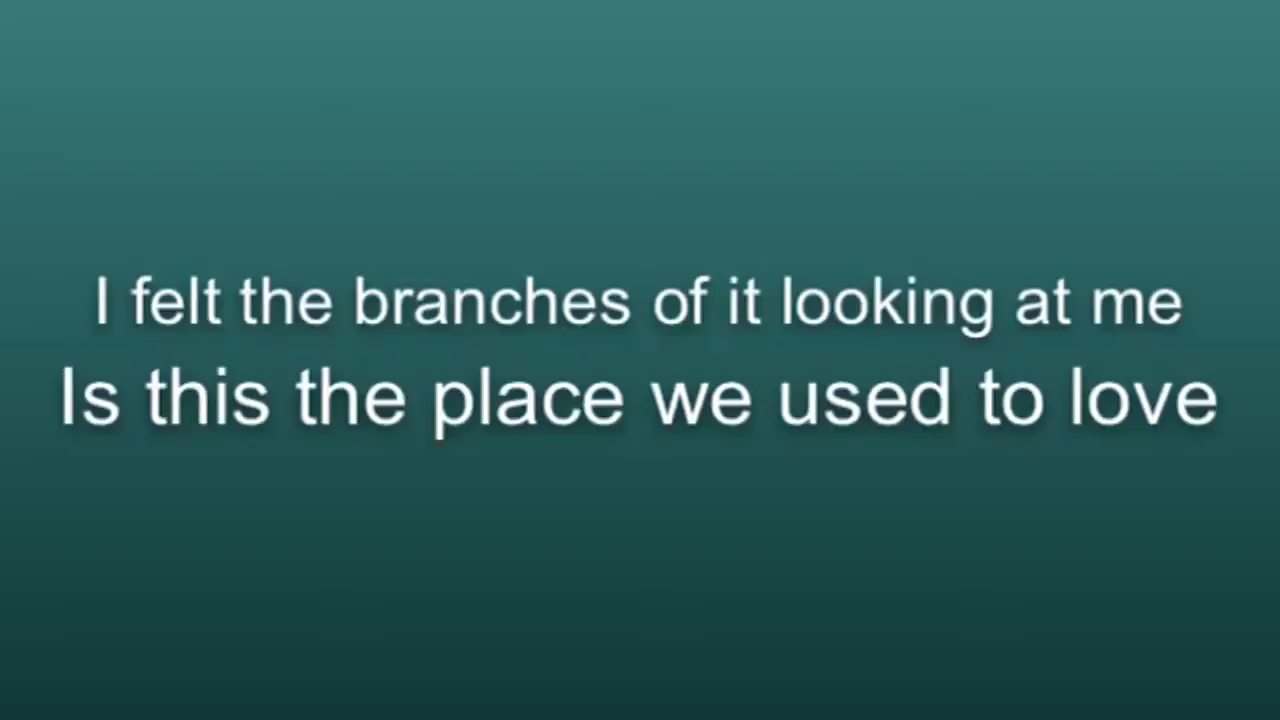 I felt the branches of it looking at me
Is this the place we used to love